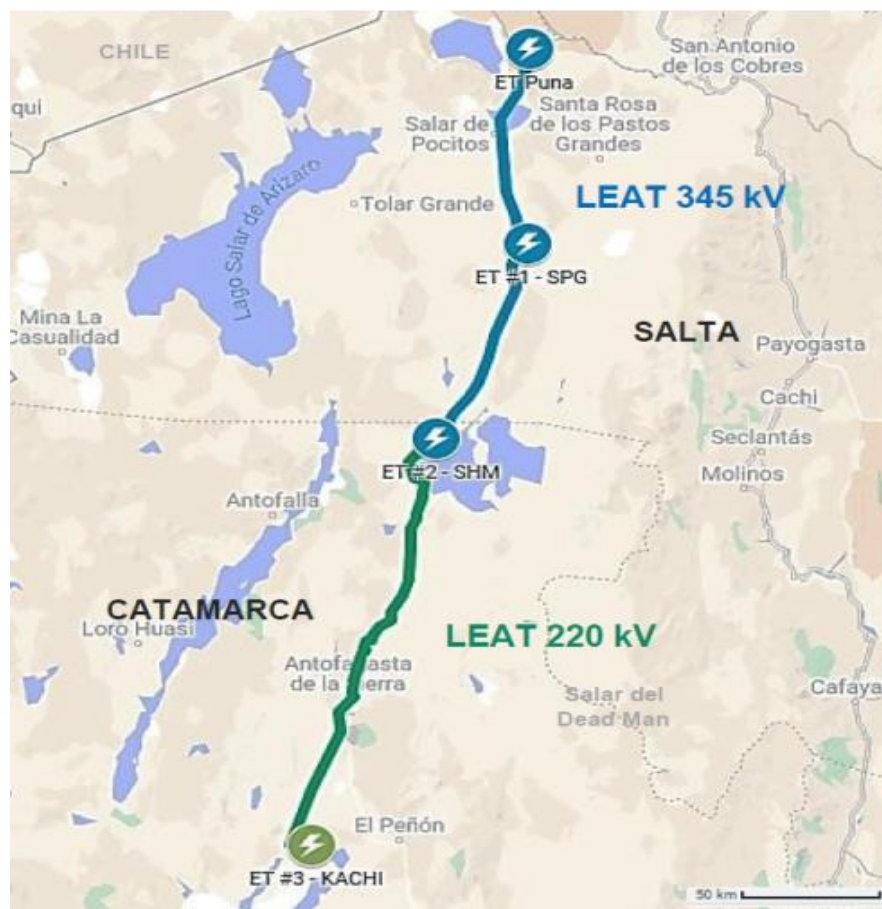 CHILE
San Antonio
de los Cobres
qui
ET Puna
Santa Rosa
de los Pastos
Grandes
Salar de
Pocitos
LEAT 345 kV
Tolar Grande
Lago Salar de Arizaro
ET #1 - SPG
Mina La
Casualidad
SALTA
Payogasta
Cachi
Seclantás
ET #2 - SHM
Molinos
Antofalla
CATAMARCA
Loro Huasi
LEAT 220 kV
Antofagasta
de la Sierra
Salar del
Dead Man
Cafaya
El Peñón
ET #3 - KACHI
50 km